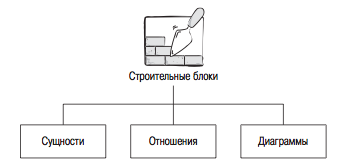 Строительные блоки
Сущности
Отношения
Диаграммы